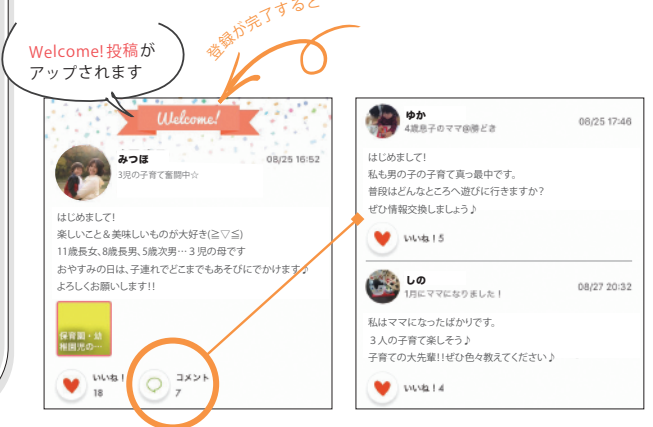 登録が完了すると
Welcome!投稿が
アップされます
Welcome!
みつほ
08/25 16:52
3児の子育て奮闘中☆
はじめまして!
楽しいこと&美味しいものが大好き(≧▽≦)
11歳長女、8歳長男、5歳次男…３児の母です
おやすみの日は、子連れでどこまでもあそびにでかけます♪
よろしくお願いします!!
保育園・幼
稚園児の…
いいね!
18
コメント
7
ゆか
4歳息子のママ@勝どき
08/25 17:46
はじめまして!
私も男の子の子育て真っ最中です。
普段はどんなところへ遊びに行きますか?
ぜひ情報交換しましょう♪
いいね!5
しの
1月にママになりました!
08/27 20:32
私はママになったばかりです。
３人の子育て楽しそう♪
子育ての大先輩!!ぜひ色々教えてください♪
いいね!4